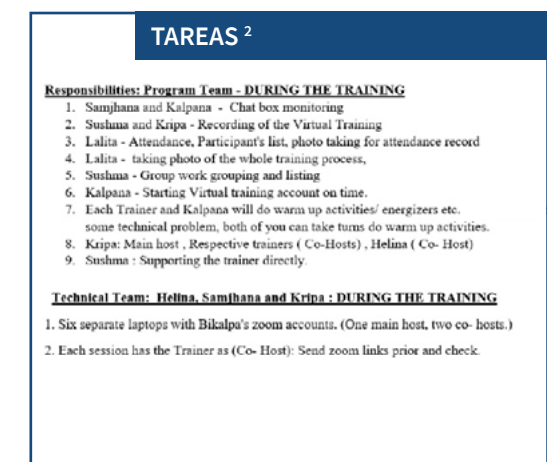 TAREAS 2
Responsibilities: Program Team - DURING THE TRAINING
1. Samjhana and Kalpana - Chat box monitoring
2. Sushma and Kripa - Recording of the Virtual Training
3. Lalita - Attendance, Participant's list, photo taking for attendance record
4. Lalita - taking photo of the whole training process,
5. Sushma - Group work grouping and listing
6. Kalpana - Starting Virtual training account on time.
7. Each Trainer and Kalpana will do warm up activities/ energizers etc.
some technical problem, both of you can take turns do warm up activities.
8. Kripa: Main host , Respective trainers ( Co-Hosts) , Helina ( Co- Host)
9. Sushma : Supporting the trainer directly.
Technical Team: Helina, Samjhana and Kripa : DURING THE TRAINING
1. Six separate laptops with Bikalpa's zoom accounts. (One main host, two co- hosts.)
2. Each session has the Trainer as (Co- Host): Send zoom links prior and check.